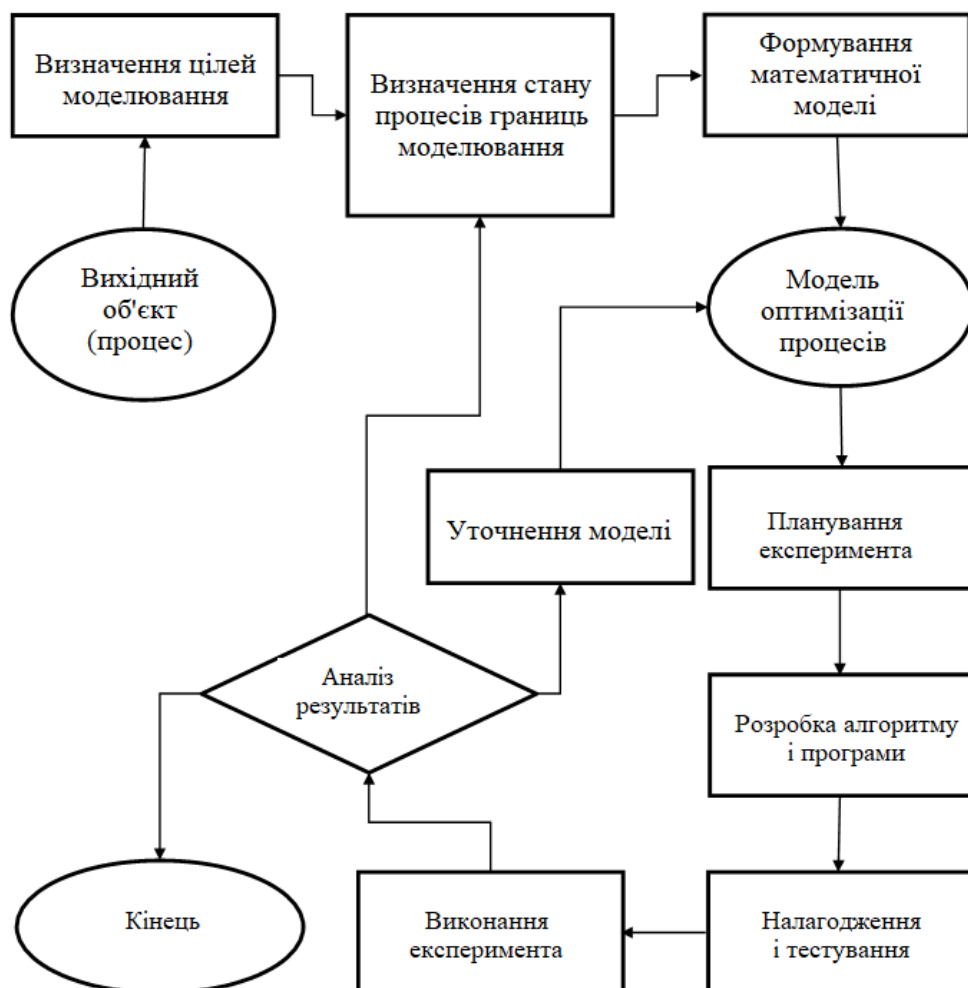 Визначення цілей
моделювання
Визначення стану
процесів границь
моделювання
Формування
математичної
моделі
Вихідний
об'єкт
(процес)
Модель
оптимізації
процесів
Уточнення моделі
Планування
експеримента
Аналіз
результатів
Розробка алгоритму
і програми
Кінець
Виконання
експеримента
Налагодження
і тестування